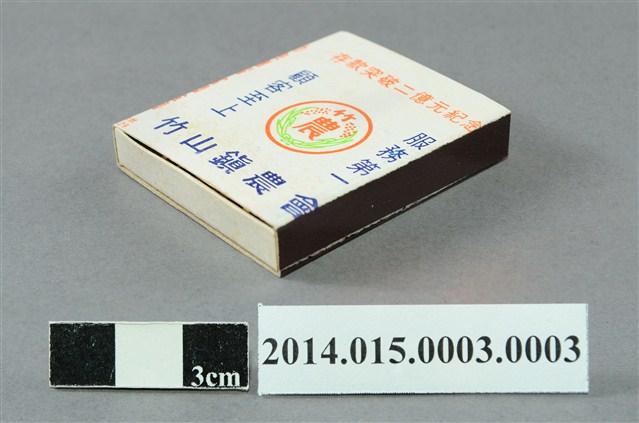 存款突破二億元紀念
服務第一
顧客至上
竹
農
竹山鎮農會
3cm
2014.015.0003.0003